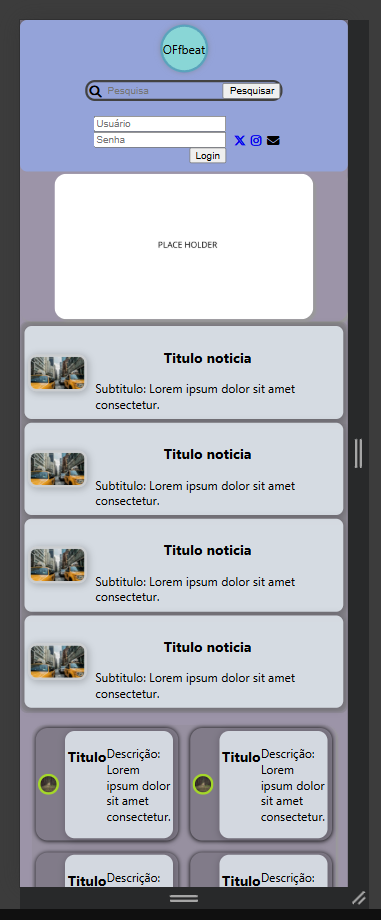 OFfbeat
Pesquisa
Pesquisar
Usuário
Senha
Login
PLACE HOLDER
Titulo noticia
Subtitulo: Lorem ipsum dolor sit amet
consectetur.
Titulo noticia
Subtitulo: Lorem ipsum dolor sit amet
consectetur.
Titulo noticia
Subtitulo: Lorem ipsum dolor sit amet
consectetur.
Titulo noticia
Subtitulo: Lorem ipsum dolor sit amet
consectetur.
Titulo
Descrição:
Lorem
ipsum dolor
sit amet
consectetur.
Titulo
Descrição:
Lorem
ipsum dolor
sit amet
consectetur.
Titulo
Descrição:
Titulo
Descrição: